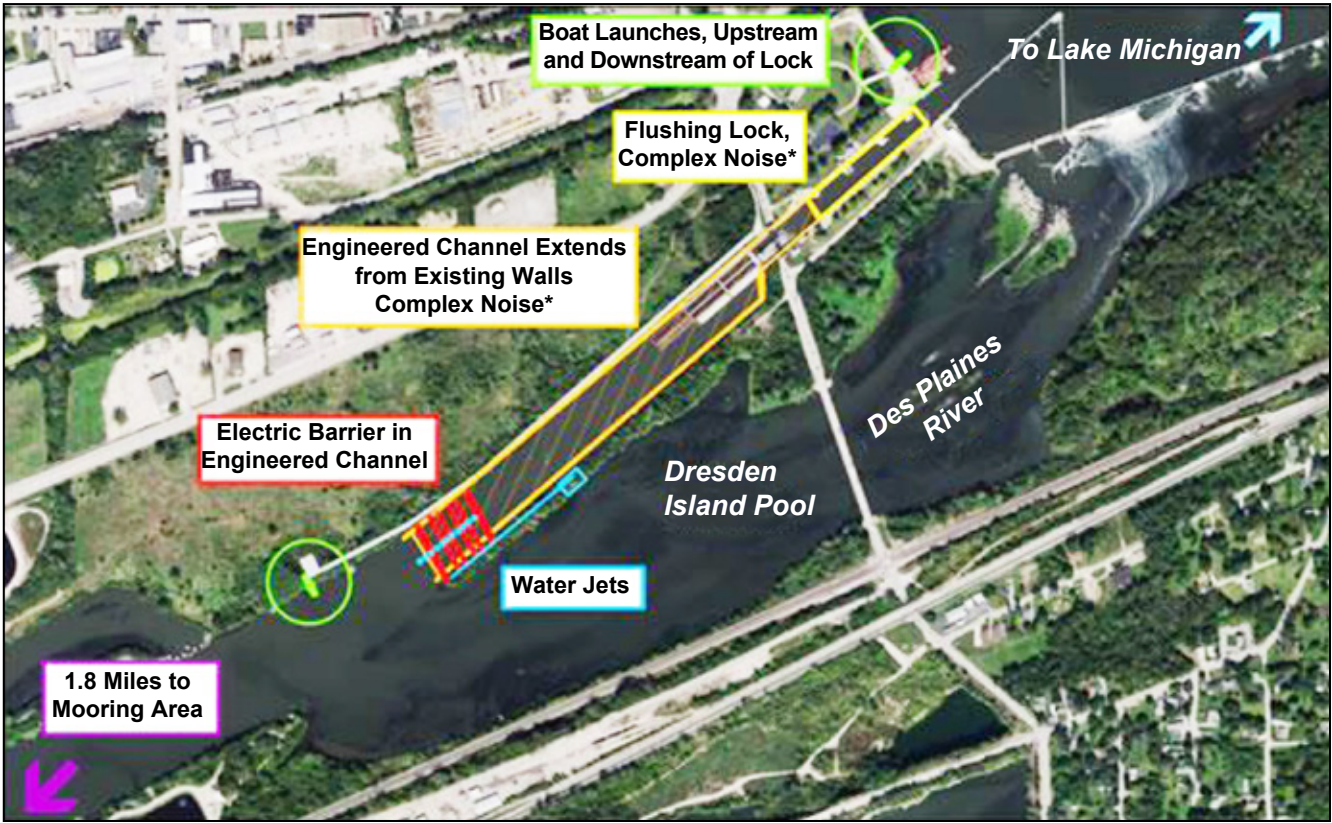 Boat Launches, Upstream
and Downstream of Lock
To Lake Michigan
Flushing Lock,
Complex Noise*
Engineered Channel Extends
from Existing Walls
Complex Noise*
Des Plaines
River
Electric Barrier in
Engineered Channel
Dresden
Island Pool
Water Jets
1.8 Miles to
Mooring Area